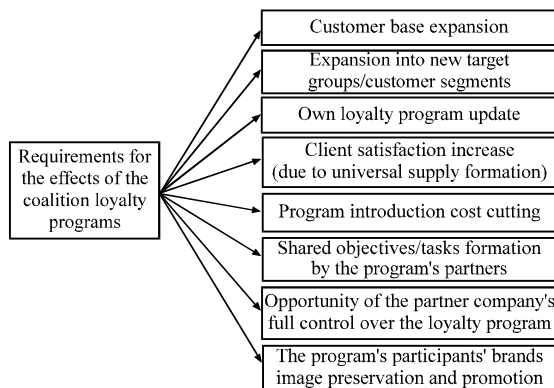 Requirements for
the effects of the
coalition loyalty
programs
Customer base expansion
Expansion into new target
groups/customer segments
Own loyalty program update
Client satisfaction increase
(due to universal supply formation)
Program introduction cost cutting
Shared objectives/tasks formation
by the program's partners
Opportunity of the partner company's
full control over the loyalty program
The program's participants' brands
image preservation and promotion